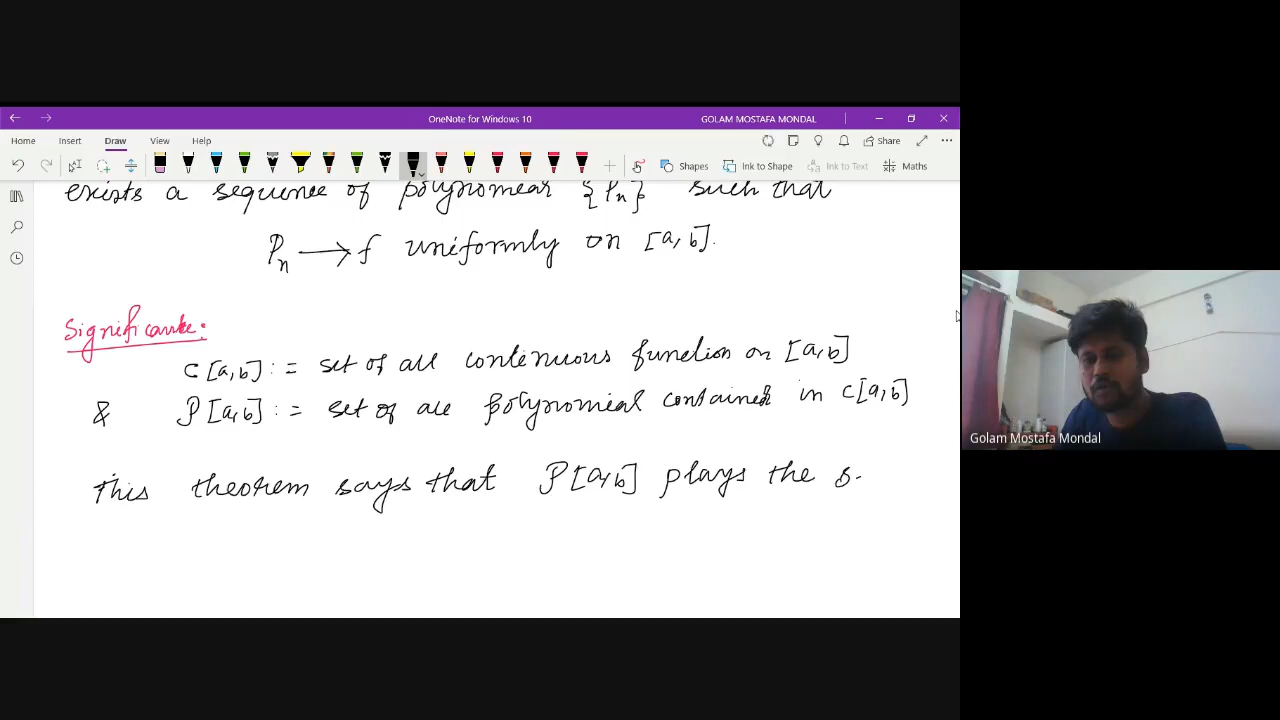 OneNote for Windows 10
GOLAM MOSTAFA MONDAL
Home Insert Draw View Help
Share
Shapes Ink to Shape Ink to Text Maths
exists a sequence of polynomial {Pn} such that
Pn → f uniformly on [a,b].
Significance:
C[a,b] := set of all continuous function on [a,b]
& P[a,b] := set of all polynomial contained in C[a,b]
This theorem says that P[a,b] plays the s
Golam Mostafa Mondal